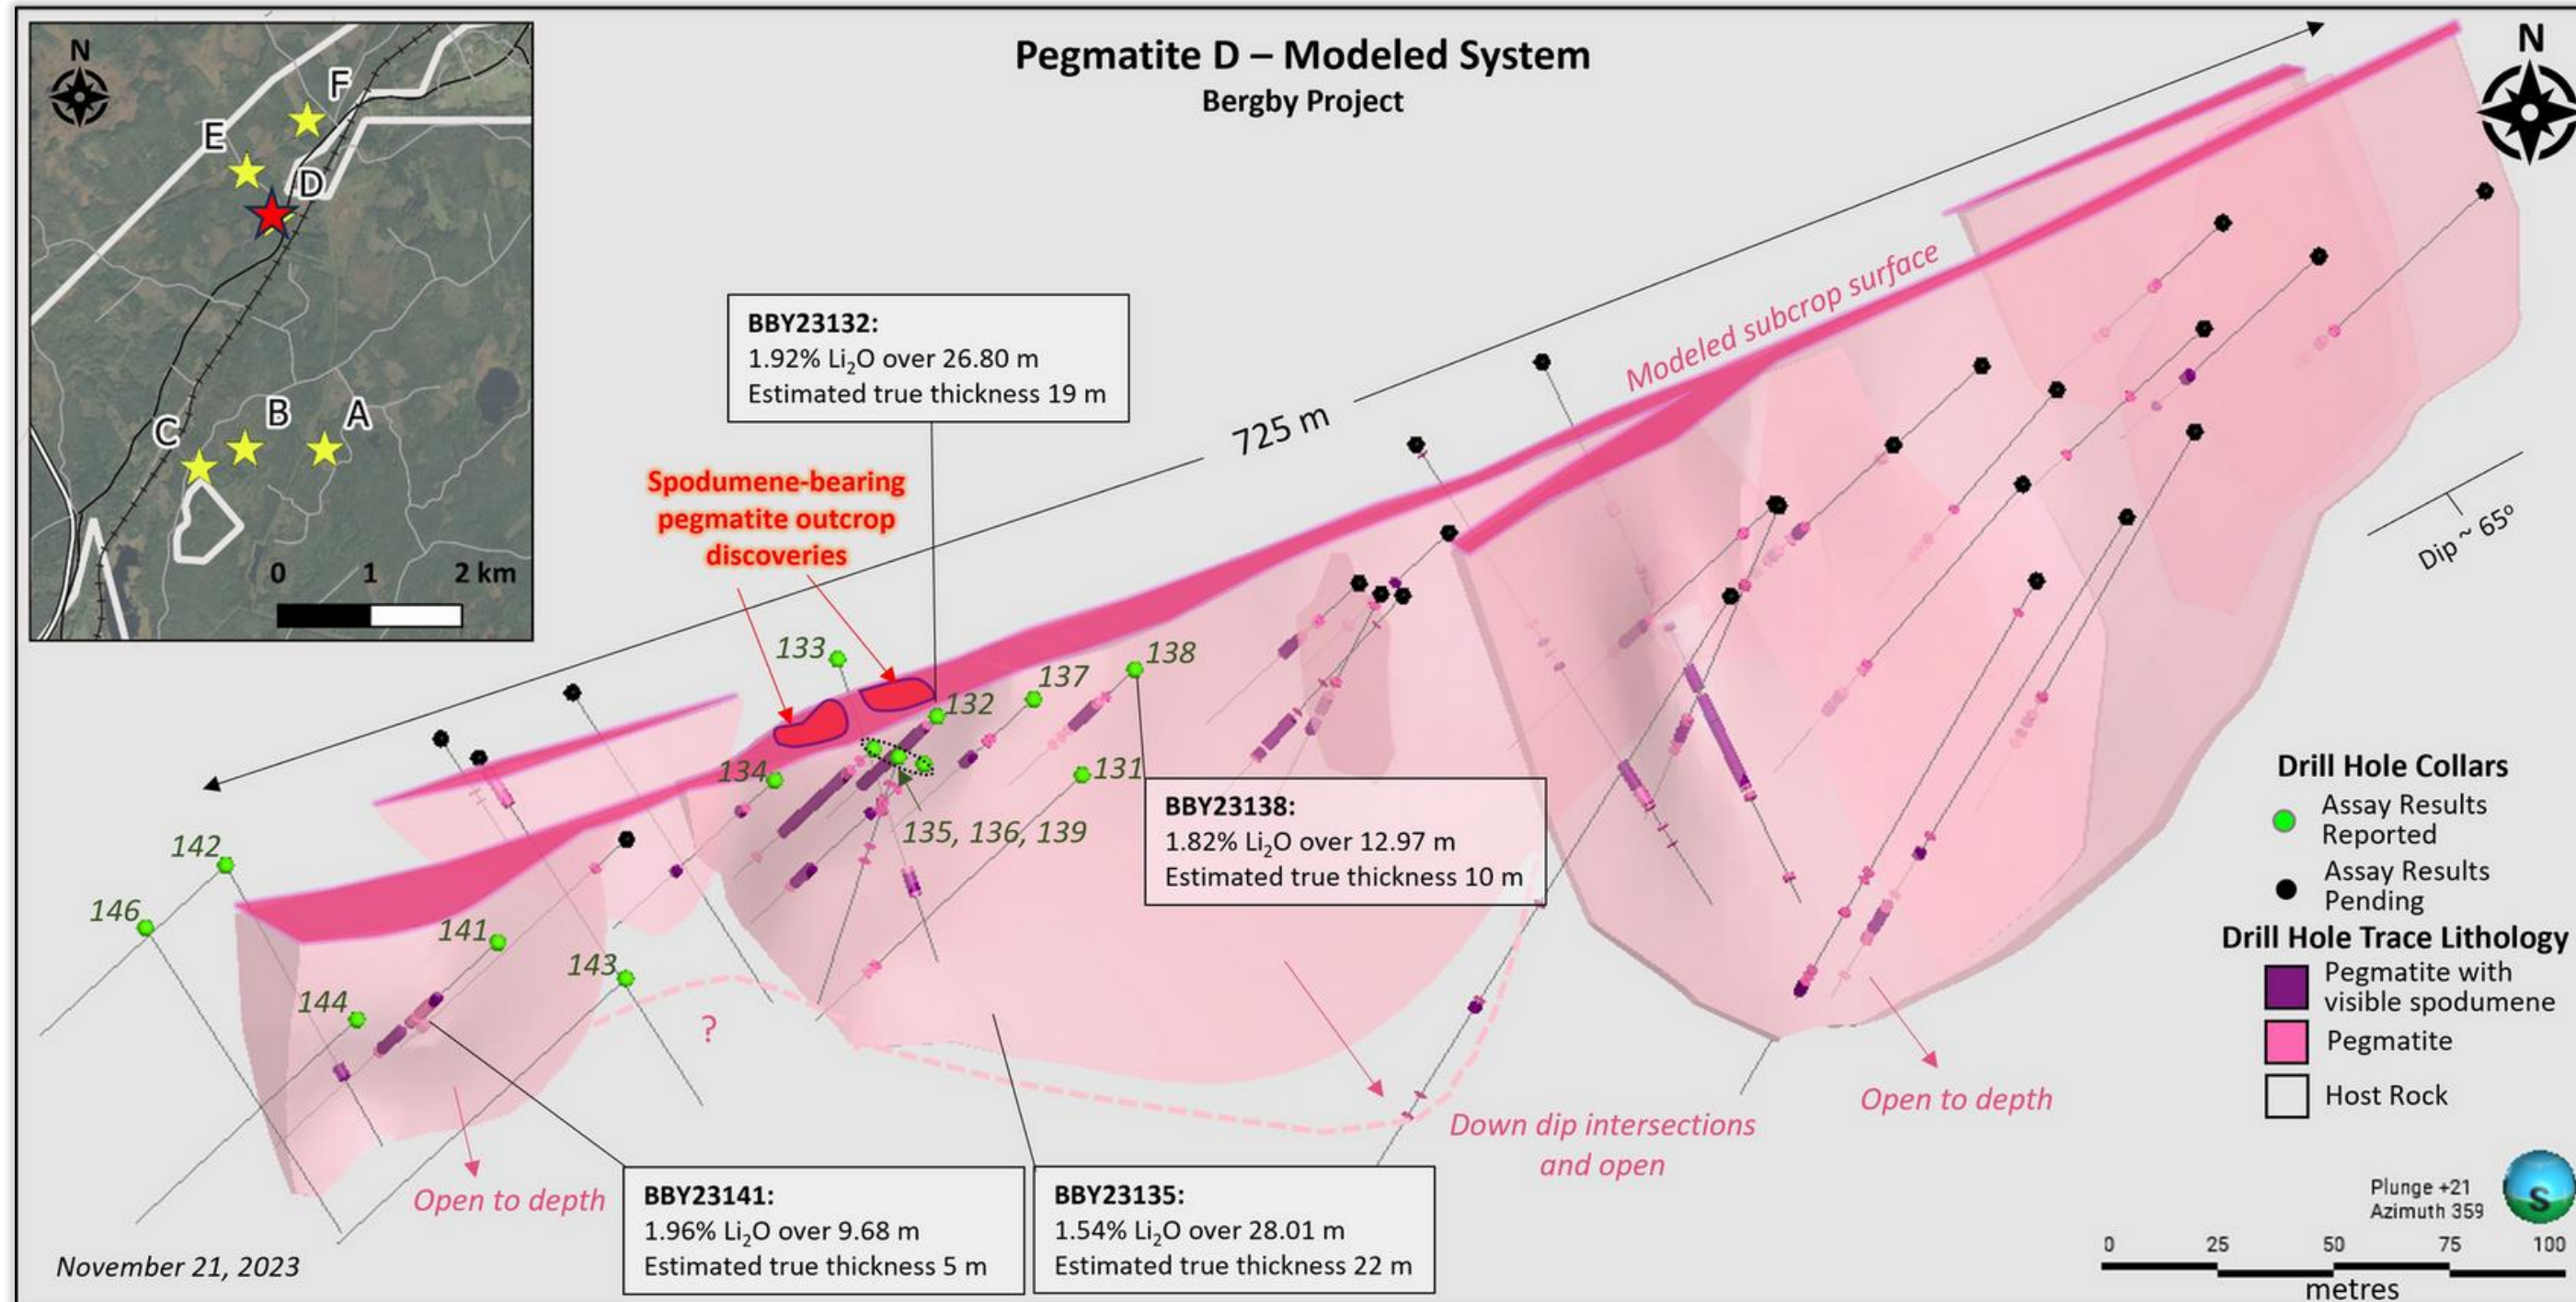 Pegmatite D – Modeled System
Bergby Project
N
F
E
D
C
B
A
0 1 2 km
N
BBY23132:
1.92% Li₂O over 26.80 m
Estimated true thickness 19 m
725 m
Modeled subcrop surface
Spodumene-bearing
pegmatite outcrop
discoveries
Dip ~ 65º
133
138
137
132
134
131
135, 136, 139
142
146
141
143
144
BBY23138:
1.82% Li₂O over 12.97 m
Estimated true thickness 10 m
?
Open to depth
Down dip intersections
and open
Open to depth
BBY23141:
1.96% Li₂O over 9.68 m
Estimated true thickness 5 m
BBY23135:
1.54% Li₂O over 28.01 m
Estimated true thickness 22 m
Drill Hole Collars
Assay Results
Reported
Assay Results
Pending
Drill Hole Trace Lithology
Pegmatite with
visible spodumene
Pegmatite
Host Rock
Plunge +21
Azimuth 359
S
0 25 50 75 100
metres
November 21, 2023